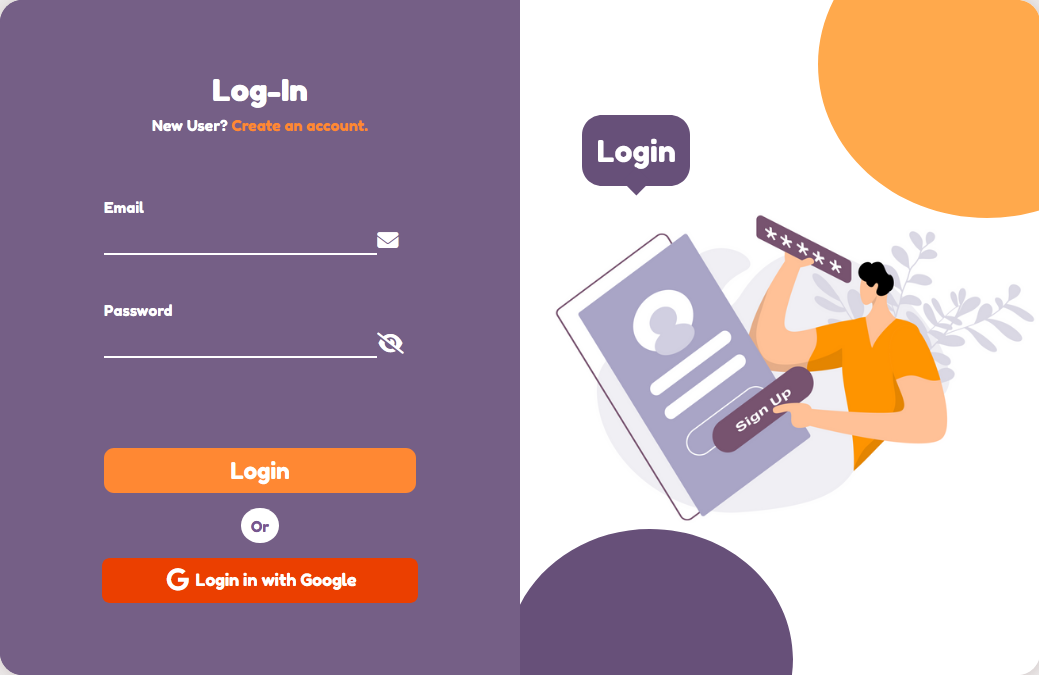 Log-In
New User? Create an account.
Email
Password
Login
Or
Login in with Google
Login
*****
Sign Up